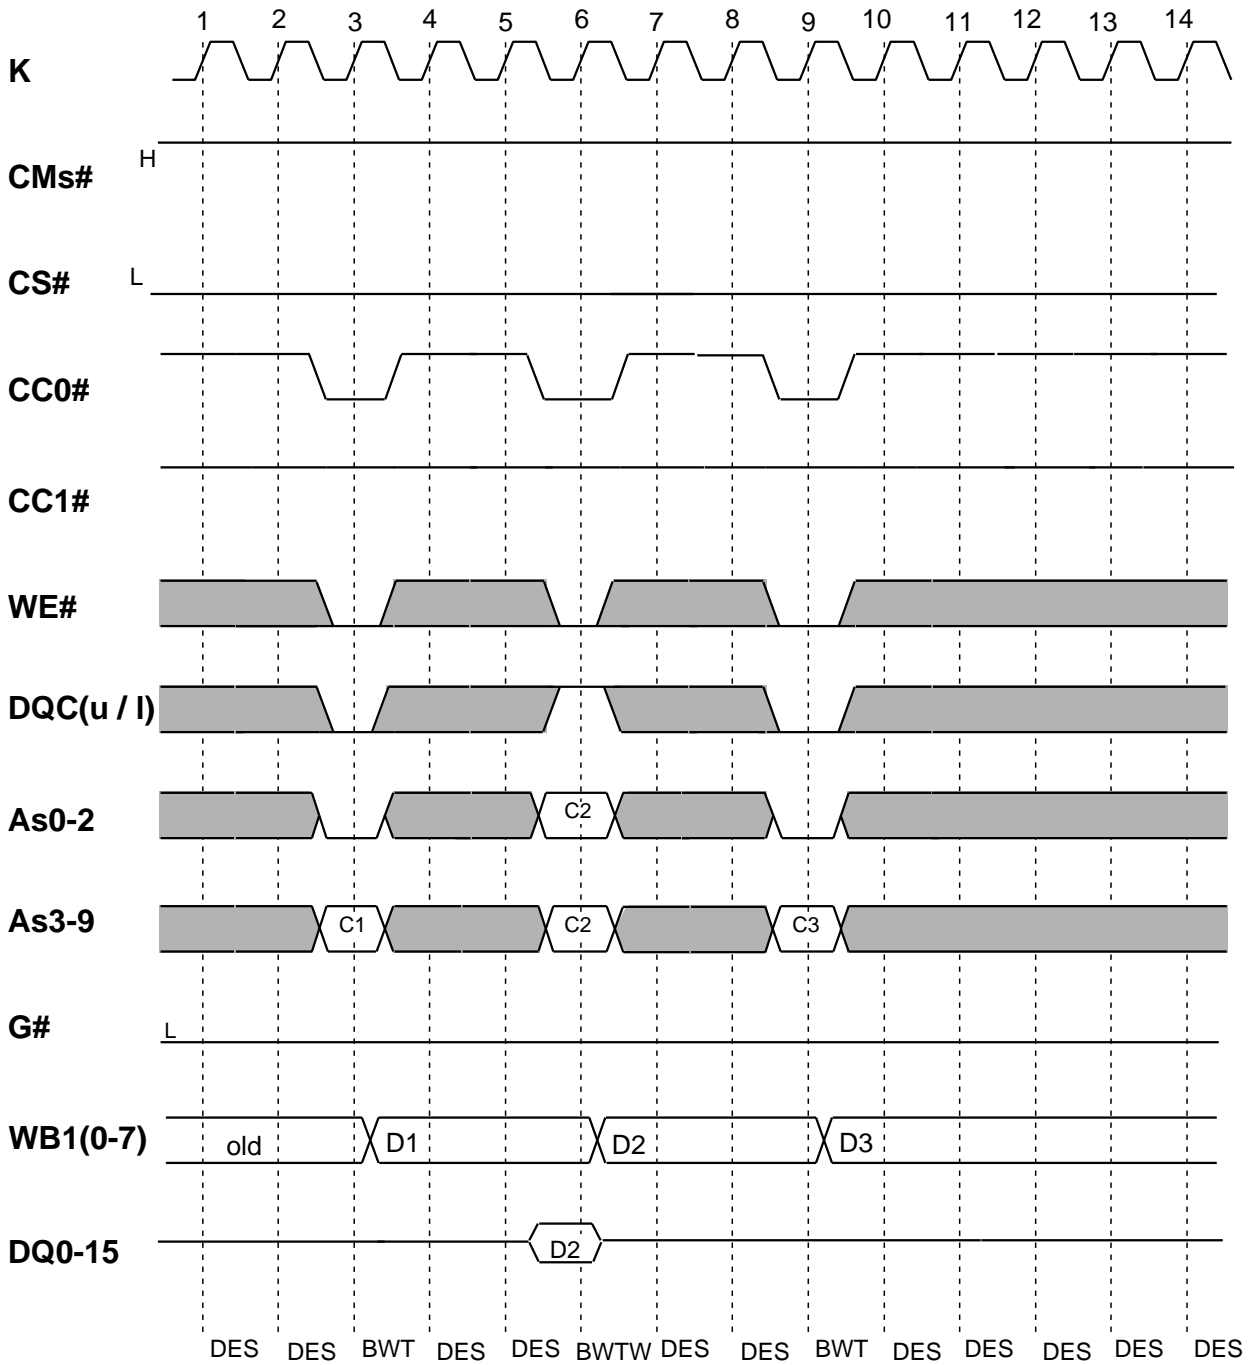 1 2 3 4 5 6 7 8 9 10 11 12 13 14
K
H
CMs#
CS# L
CC0#
CC1#
WE#
DQC(u / l)
As0-2 C2
As3-9 C1 C2 C3
G# L
WB1(0-7) old D1 D2 D3
DQ0-15 D2
DES DES BWT DES DES BWTW DES DES BWT DES DES DES DES DES